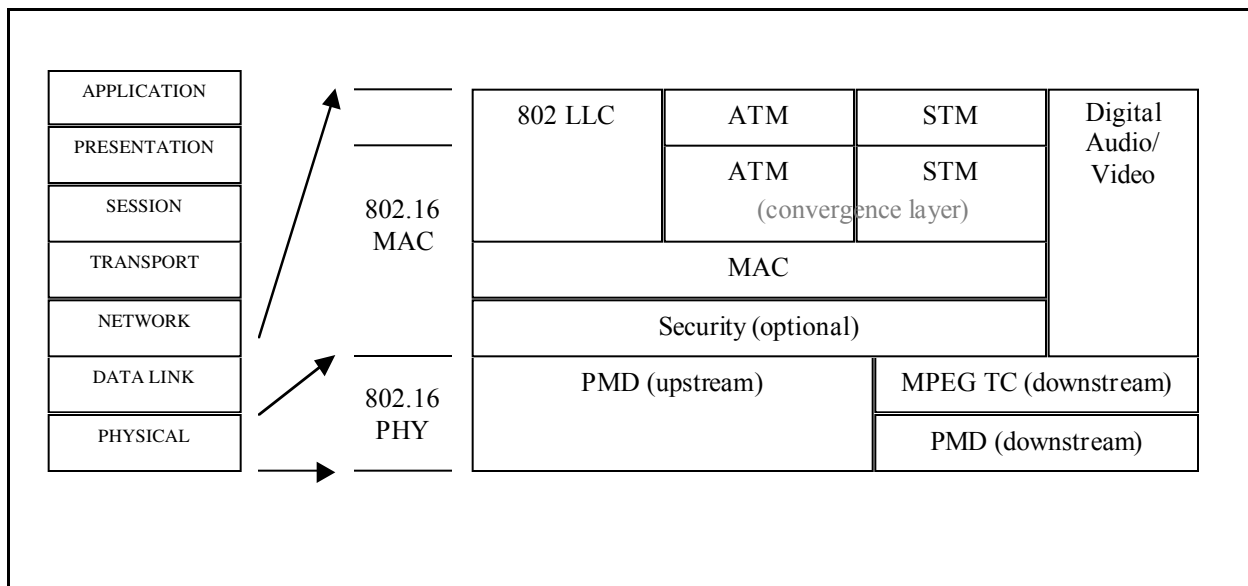 APPLICATION
PRESENTATION
SESSION
TRANSPORT
NETWORK
DATA LINK
PHYSICAL
802.16
MAC
802.16
PHY
802 LLC
ATM
STM
Digital
Audio/
Video
ATM
STM
(convergence layer)
MAC
Security (optional)
PMD (upstream)
MPEG TC (downstream)
PMD (downstream)